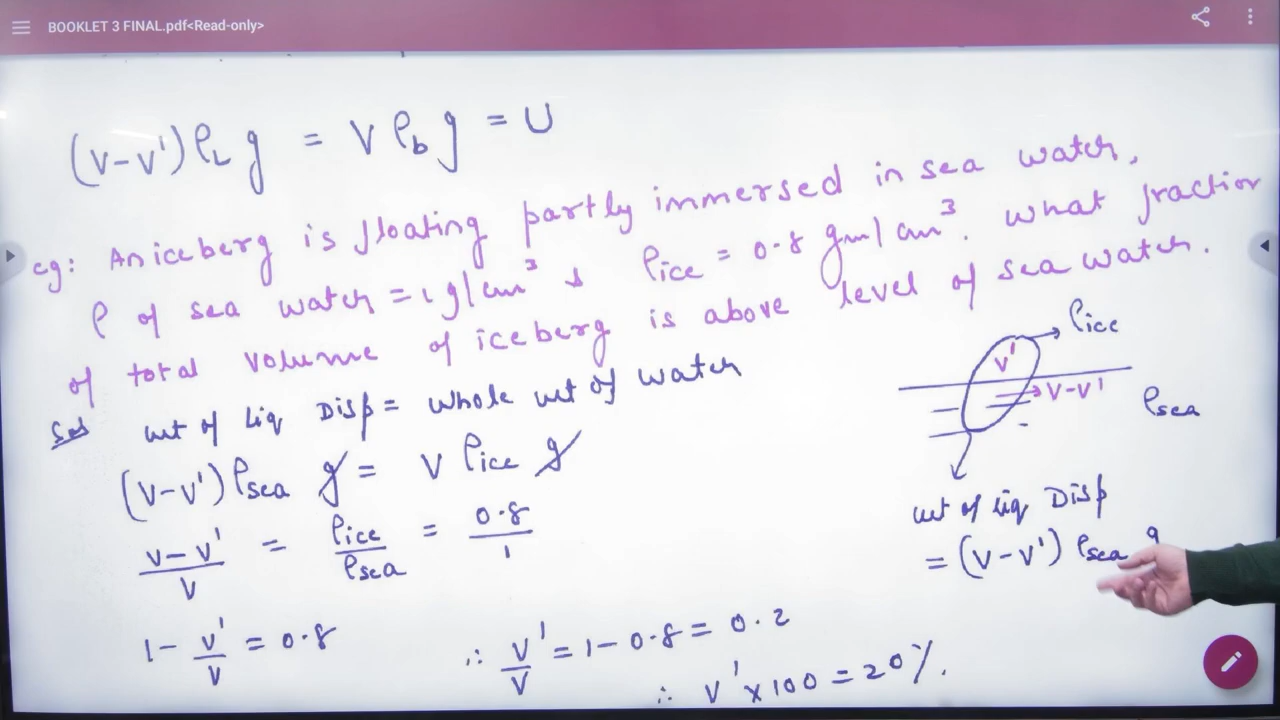 BOOKLET 3 FINAL.pdf<Read-only>
(V-V')ρL g = V ρb g = U
eg: An iceberg is floating partly immersed in sea water,
ρ of sea water = 1 g/cm³ & ρice = 0.8 gm/cm³. what fraction
of total volume of iceberg is above level of sea water.
Sol wt of Liq Disp = whole wt of water
(V-V')ρsea g = V ρice g
V-V'/V = ρice/ρsea = 0.8/1
1 - V'/V = 0.8
∴ V'/V = 1-0.8 = 0.2
∴ V' x 100 = 20%.
ρice
V'
V-V'
ρsea
wt of liq Disp
= (V-V') ρsea g